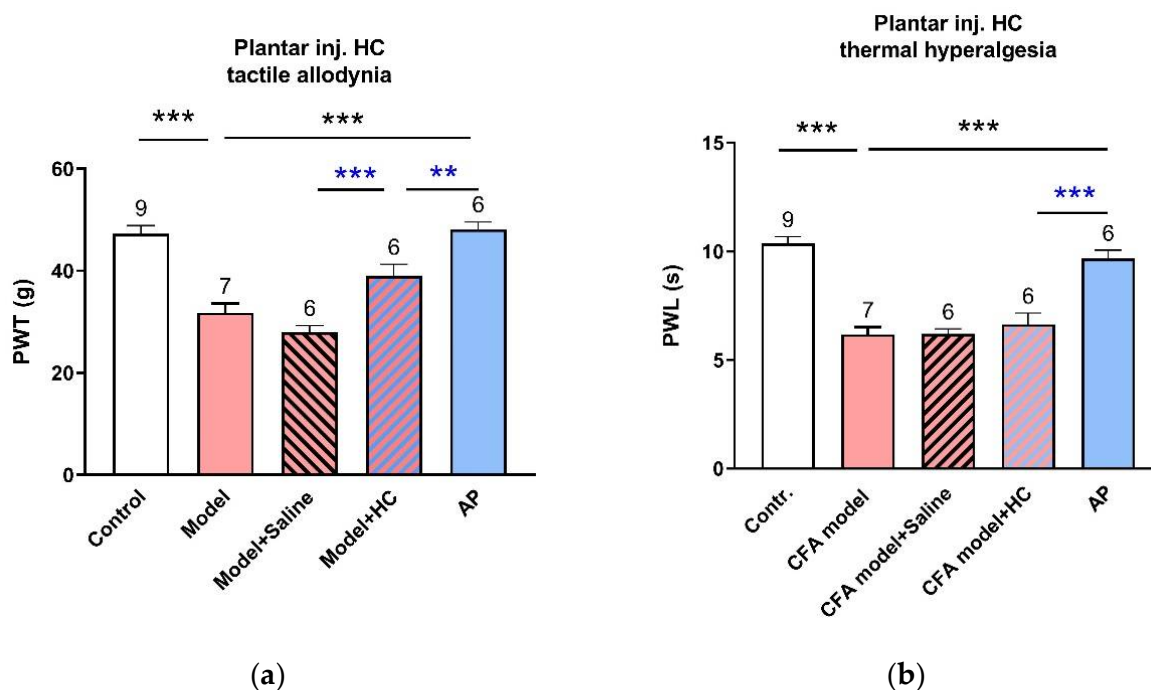 Plantar inj. HC
tactile allodynia
***
***
***
**
60
40
20
0
PWT (g)
9
7
6
6
6
Control
Model
Model+Saline
Model+HC
AP
(a)
Plantar inj. HC
thermal hyperalgesia
***
***
***
15
10
5
0
PWL (s)
9
7
6
6
6
Contr.
CFA model
CFA model+Saline
CFA model+HC
AP
(b)